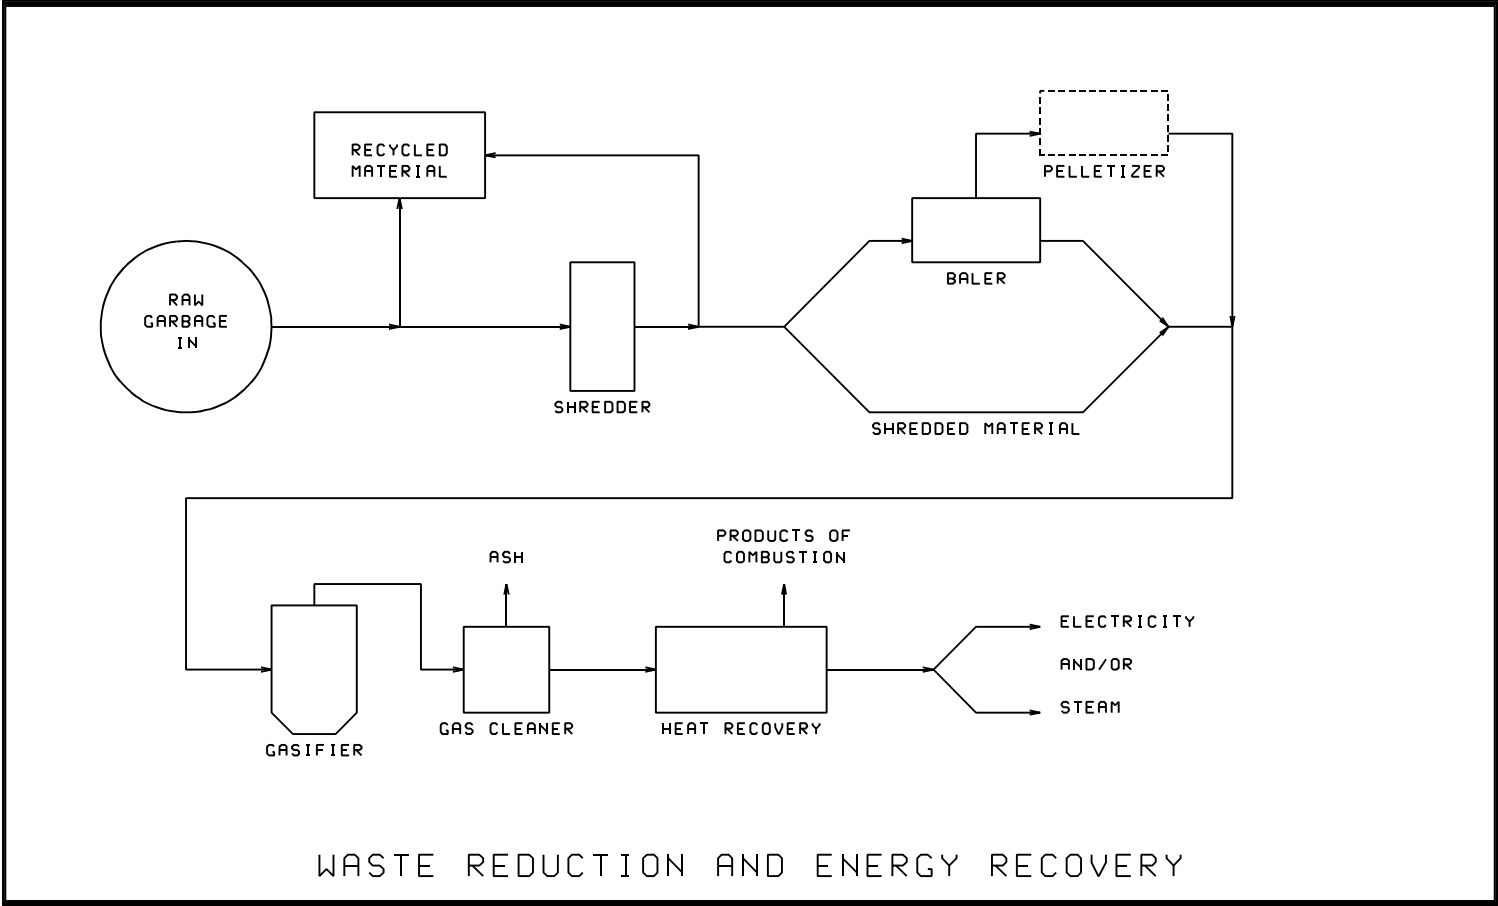 RECYCLED
MATERIAL
PELLETIZER
RAW
GARBAGE
IN
BALER
SHREDDER
SHREDDED MATERIAL
PRODUCTS OF
COMBUSTION
ASH
ELECTRICITY
AND/OR
STEAM
GASIFIER
GAS CLEANER
HEAT RECOVERY
WASTE REDUCTION AND ENERGY RECOVERY